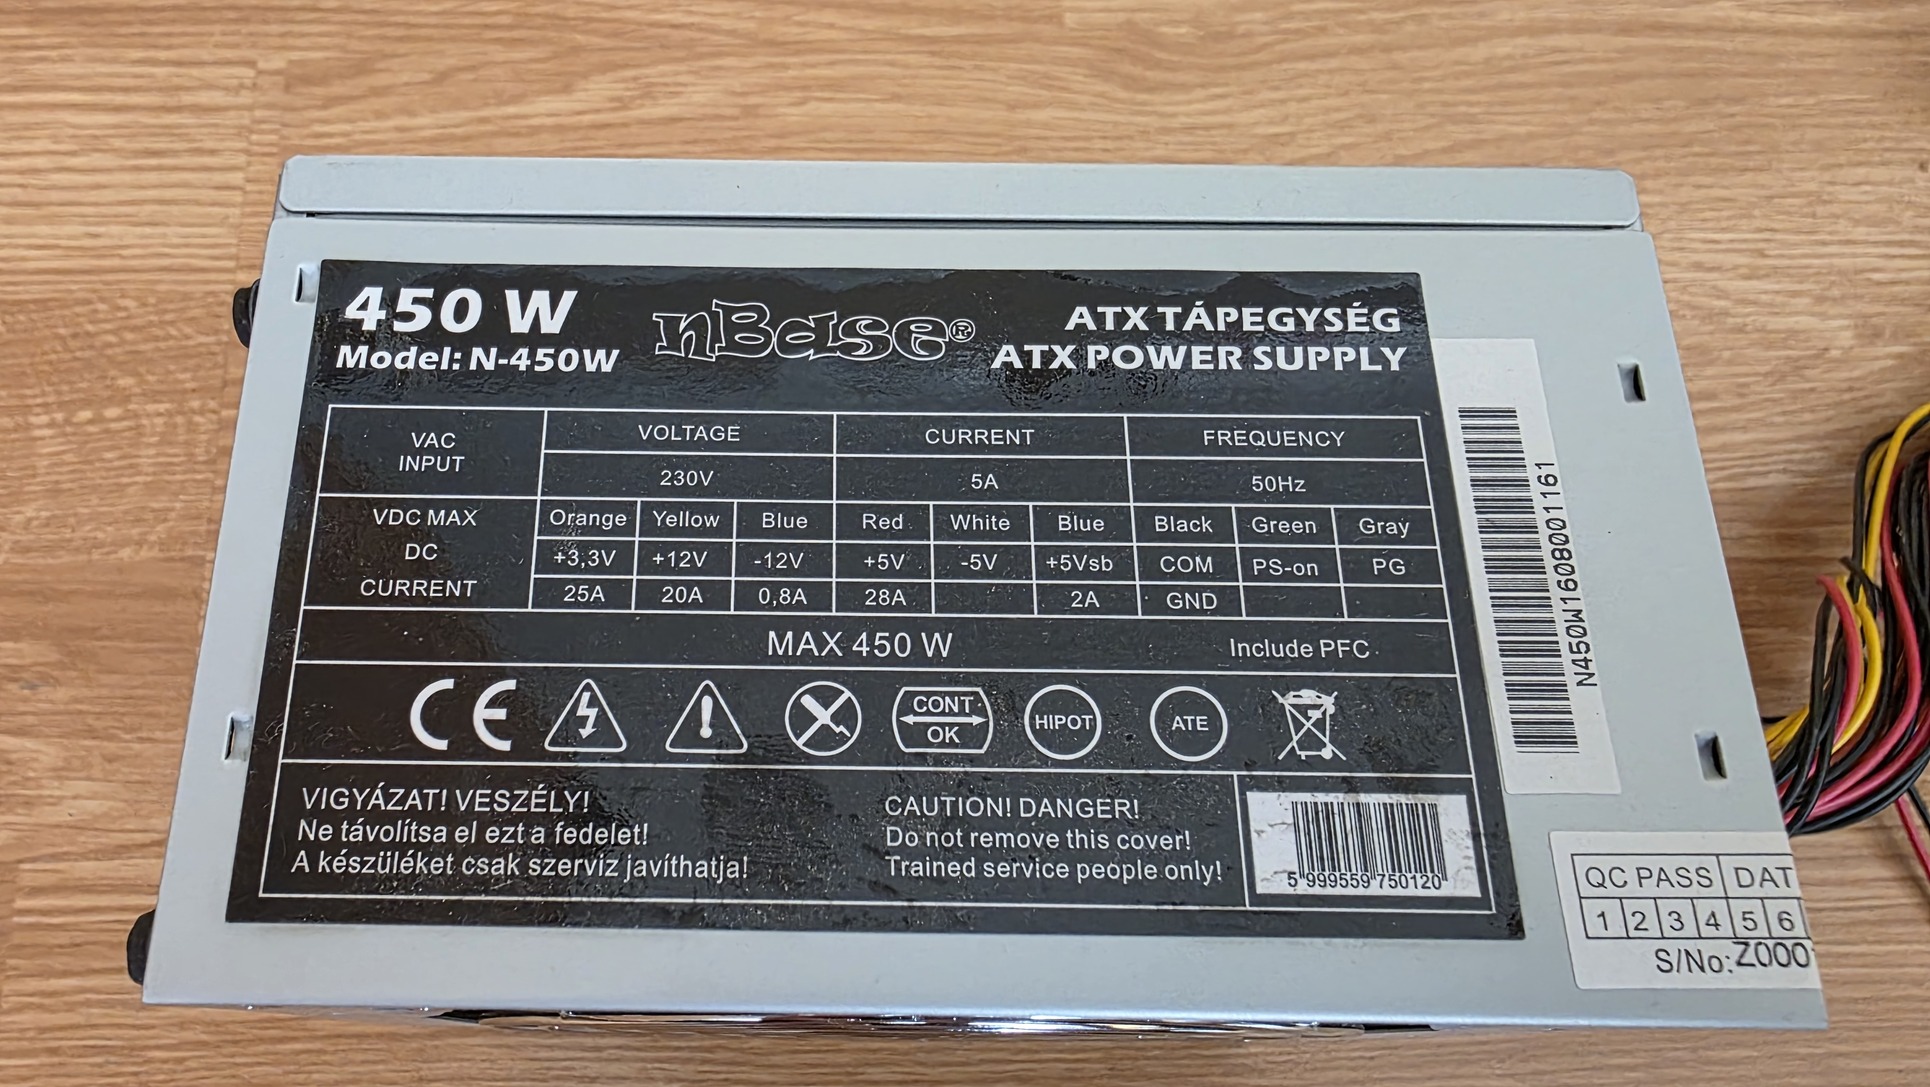 450 W
Model: N-450W
nBase®
ATX TÁPEGYSÉG
ATX POWER SUPPLY
VAC INPUT
VOLTAGE CURRENT FREQUENCY
230V 5A 50Hz
VDC MAX
DC
CURRENT
Orange Yellow Blue Red White Blue Black Green Gray
+3,3V +12V -12V +5V -5V +5Vsb COM PS-on PG
25A 20A 0,8A 28A 2A GND
MAX 450 W Include PFC
CE CONT OK HIPOT ATE
VIGYÁZAT! VESZÉLY!
Ne távolítsa el ezt a fedelet!
A készüléket csak szervíz javíthatja!
CAUTION! DANGER!
Do not remove this cover!
Trained service people only!
5 999559 750120
N450W1608001161
QC PASS DAT
1 2 3 4 5 6
S/No: Z000